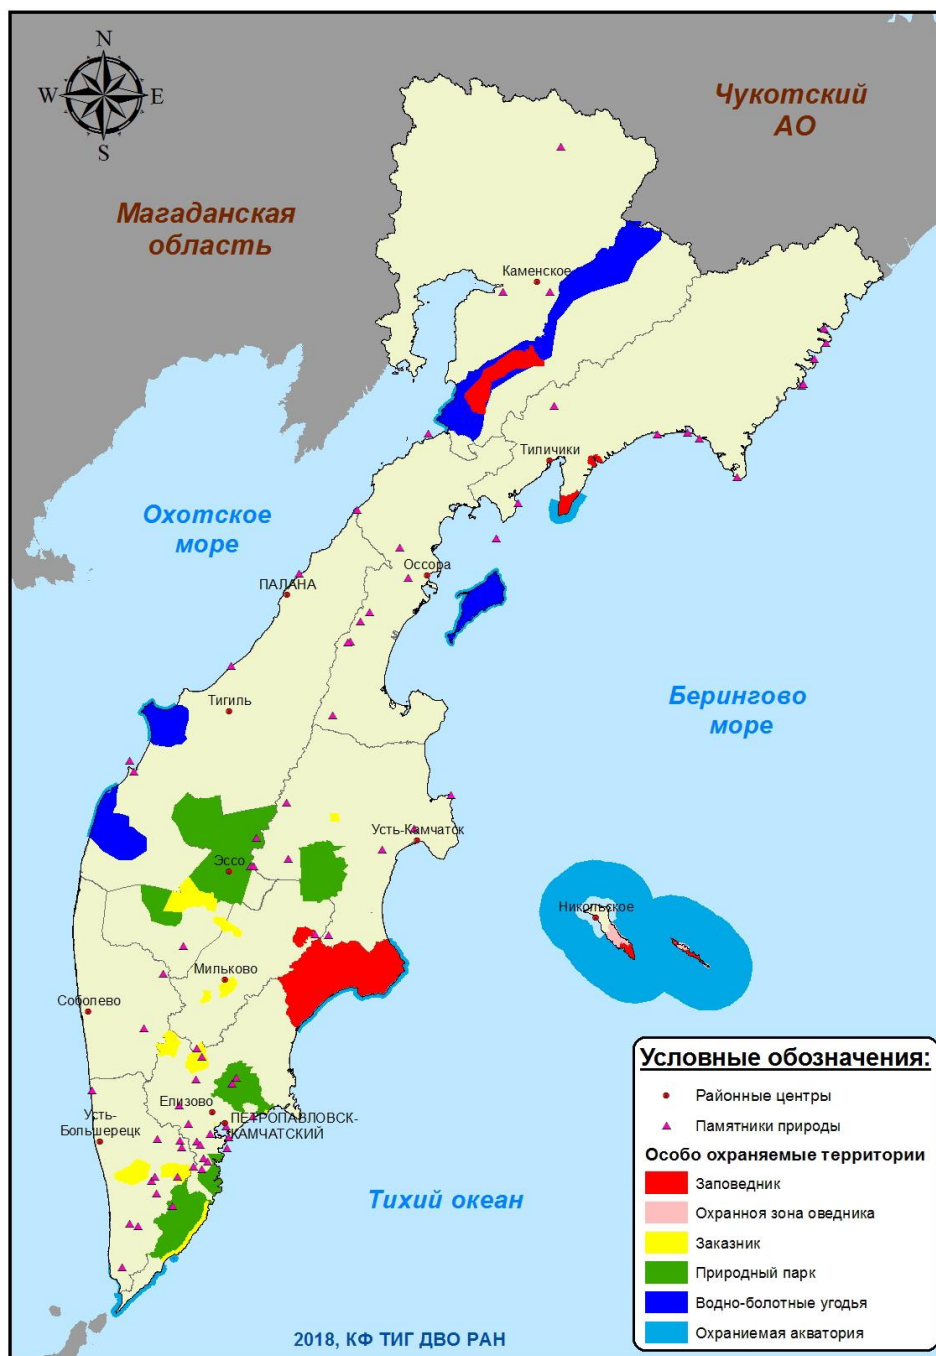 N
W E
S
Чукотский
АО
Магаданская
область
Каменское
Тиличики
Охотское
море
Оссора
ПАЛАНА
Тигиль
Берингово
море
Усть-Камчатск
Эссо
Никольское
Мильково
Соболево
Елизово
Усть-
Большерецк
ПЕТРОПАВЛОВСК-
КАМЧАТСКИЙ
Тихий океан
Условные обозначения:
Районные центры
Памятники природы
Особо охраняемые территории
Заповедник
Охранноя зона оведника
Заказник
Природный парк
Водно-болотные угодья
Охраниемая акватория
2018, КФ ТИГ ДВО РАН